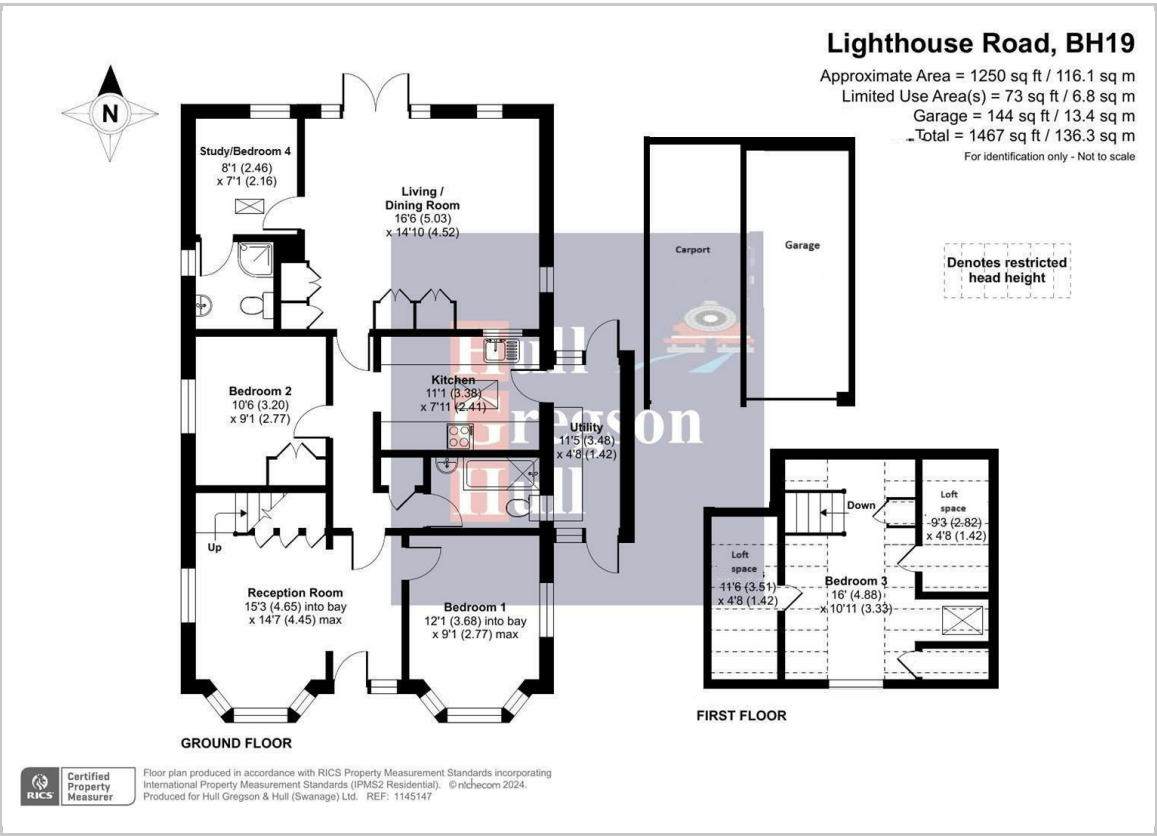 Lighthouse Road, BH19
Approximate Area = 1250 sq ft / 116.1 sq m
Limited Use Area(s) = 73 sq ft / 6.8 sq m
Garage = 144 sq ft / 13.4 sq m
Total = 1467 sq ft / 136.3 sq m
For identification only - Not to scale
N
Study/Bedroom 4
8'1 (2.46)
x 7'1 (2.16)
Living /
Dining Room
16'6 (5.03)
x 14'10 (4.52)
Carport
Garage
Denotes restricted
head height
Hull
Gregson
Hull
Kitchen
11'1 (3.38)
x 7'11 (2.41)
Bedroom 2
10'6 (3.20)
x 9'1 (2.77)
Utility
11'5 (3.48)
x 4'8 (1.42)
Up
Reception Room
15'3 (4.65) into bay
x 14'7 (4.45) max
Bedroom 1
12'1 (3.68) into bay
x 9'1 (2.77) max
GROUND FLOOR
Down
Loft
space
9'3 (2.82)
x 4'8 (1.42)
Loft
space
11'6 (3.51)
x 4'8 (1.42)
Bedroom 3
16' (4.88)
x 10'11 (3.33)
FIRST FLOOR
RICS
Certified
Property
Measurer
Floor plan produced in accordance with RICS Property Measurement Standards incorporating
International Property Measurement Standards (IPMS2 Residential). © nichecom 2024.
Produced for Hull Gregson & Hull (Swanage) Ltd. REF: 1145147